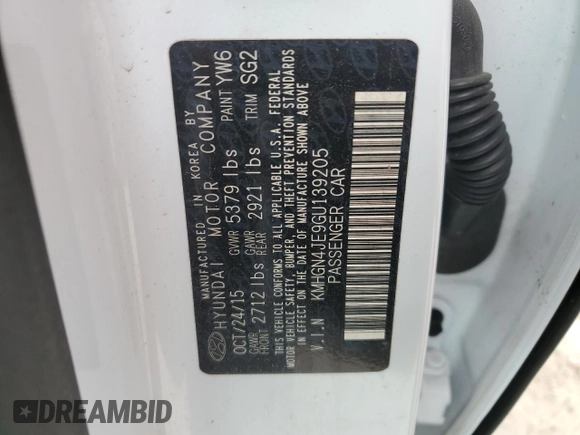 MANUFACTURED IN KOREA BY
HYUNDAI MOTOR COMPANY
OCT/24/15 GVWR 5379 lbs PAINT YW6
GAWR FRONT 2712 lbs GAWR REAR 2921 lbs TRIM SG2
THIS VEHICLE CONFORMS TO ALL APPLICABLE U.S.A. FEDERAL
MOTOR VEHICLE SAFETY, BUMPER, AND THEFT PREVENTION STANDARDS
IN EFFECT ON THE DATE OF MANUFACTURE SHOWN ABOVE
V.I.N KMHGN4JE9GU139205
PASSENGER CAR
DREAMBID